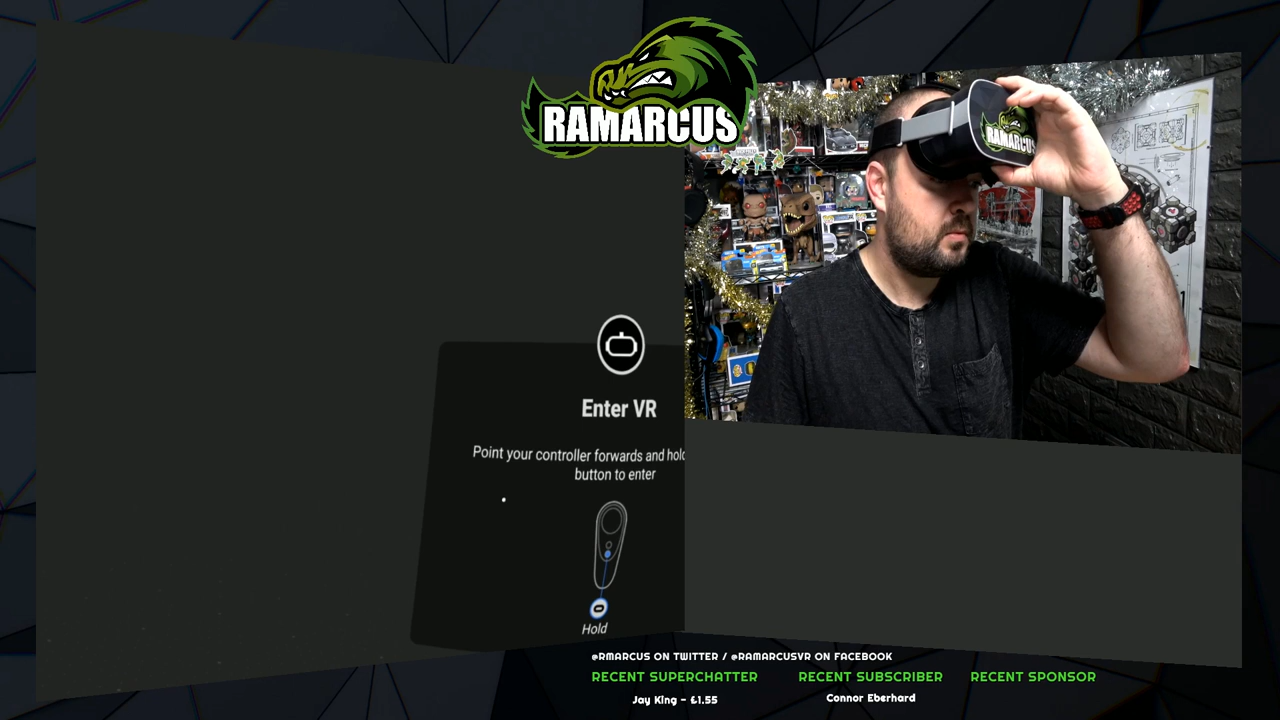 RAMARCUS
RAMARCUS
Enter VR
Point your controller forwards and hold
button to enter
Hold
@RMARCUS ON TWITTER / @RAMARCUSVR ON FACEBOOK
RECENT SUPERCHATTER
RECENT SUBSCRIBER
RECENT SPONSOR
Jay King - £1.55
Connor Eberhard